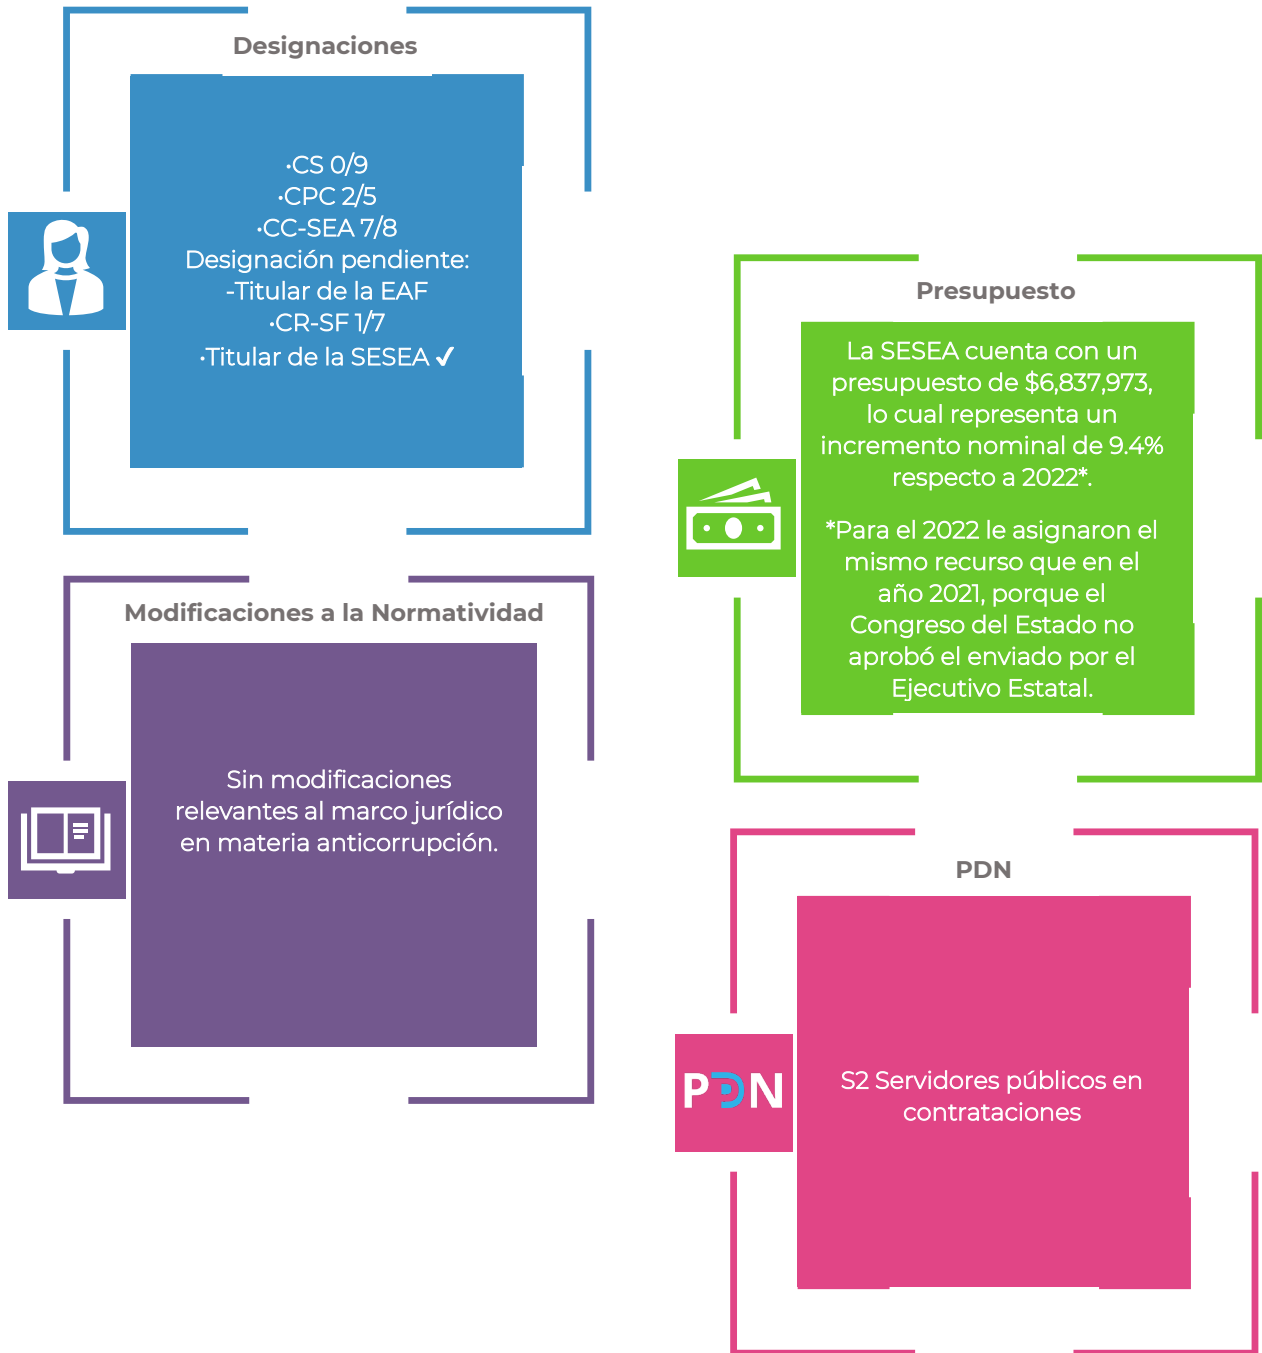 Designaciones
•CS 0/9
•CPC 2/5
•CC-SEA 7/8
Designación pendiente:
-Titular de la EAF
•CR-SF 1/7
•Titular de la SESEA ✔
Presupuesto
La SESEA cuenta con un
presupuesto de $6,837,973,
lo cual representa un
incremento nominal de 9.4%
respecto a 2022*.
*Para el 2022 le asignaron el
mismo recurso que en el
año 2021, porque el
Congreso del Estado no
aprobó el enviado por el
Ejecutivo Estatal.
Modificaciones a la Normatividad
Sin modificaciones
relevantes al marco jurídico
en materia anticorrupción.
PDN
PDN
S2 Servidores públicos en
contrataciones